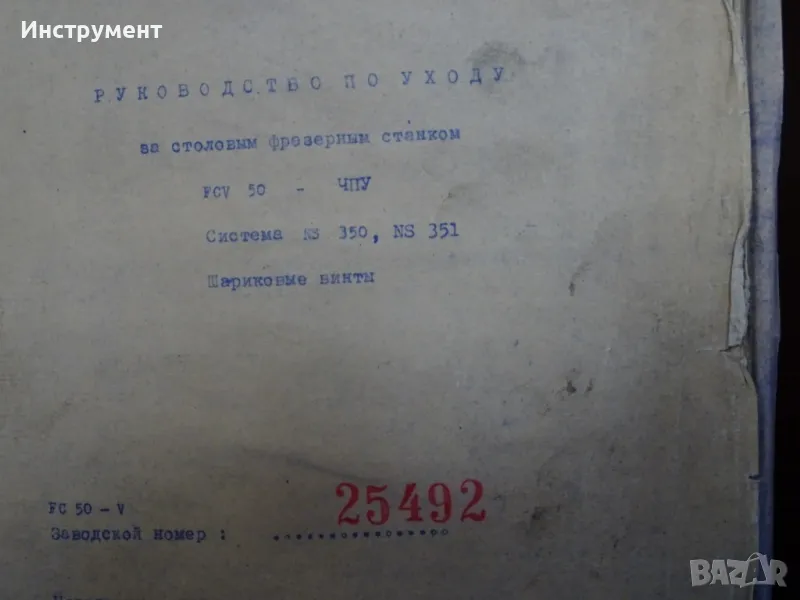 Инструмент
РУКОВОДСТВО ПО УХОДУ
за столовым фрезерным станком
FCV 50 - ЧПУ
Система NS 350, NS 351
Шариковые винты
25492
FC 50 - V
Заводской номер :
BAZAR